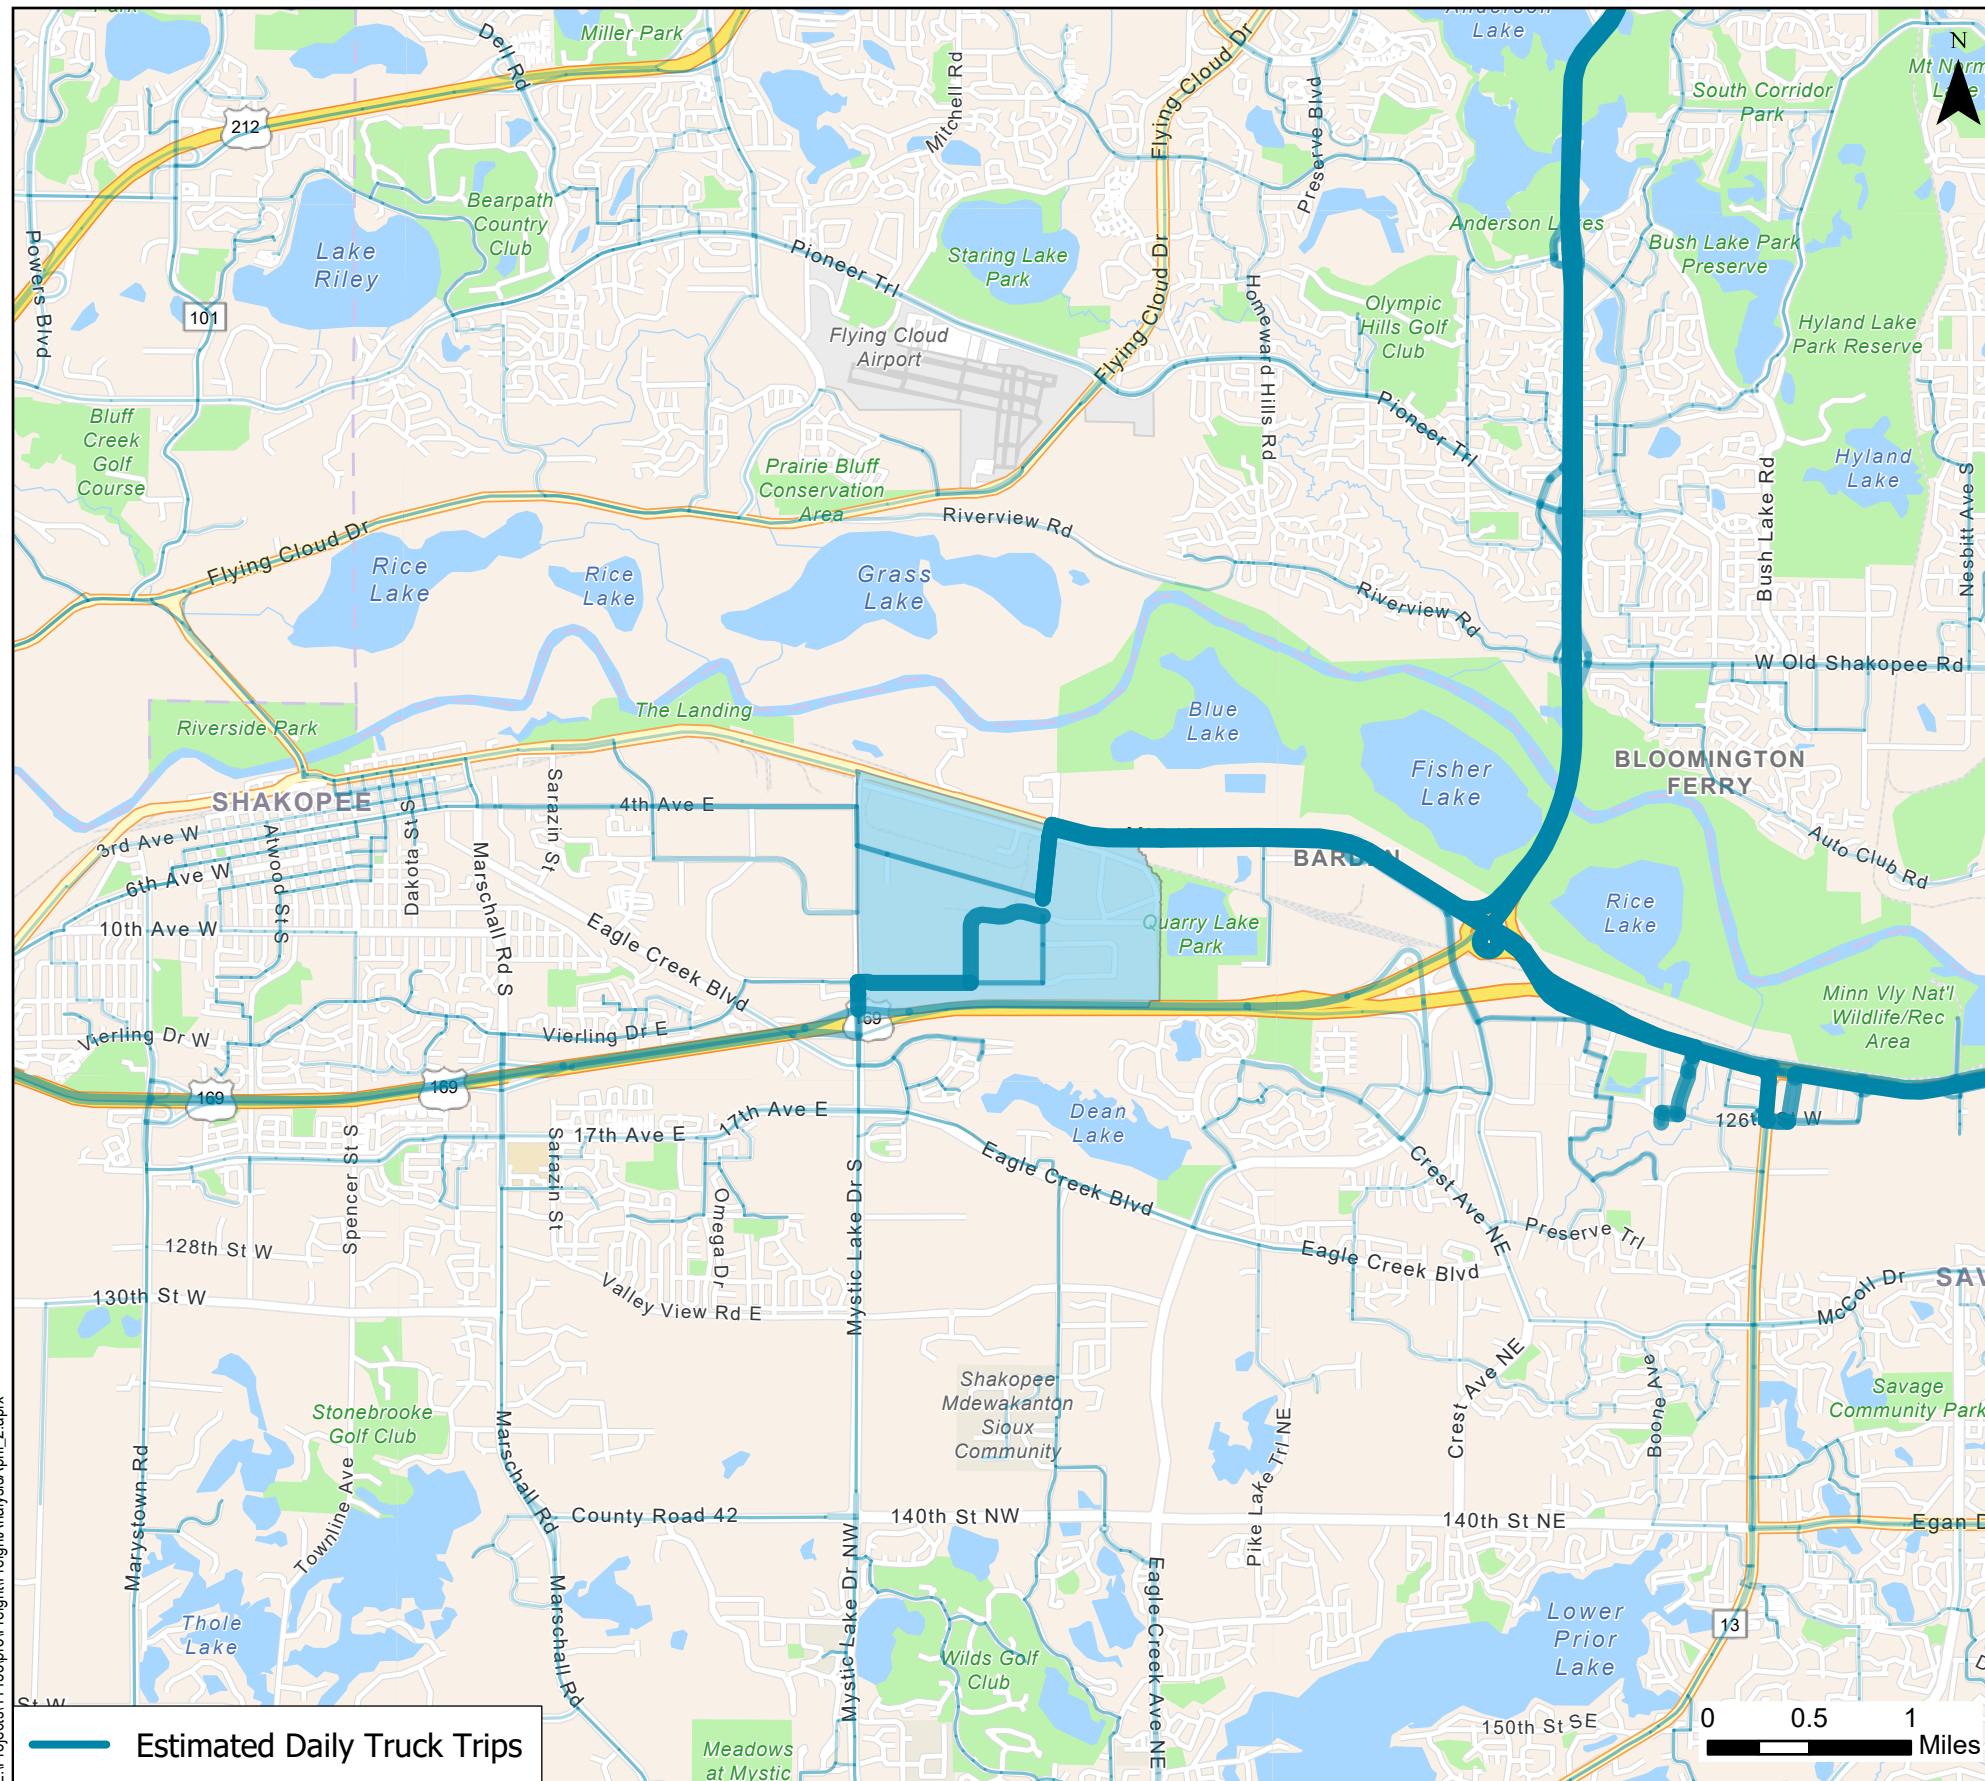 Park
Miller Park
Anderson
Lake
Dell Rd
Mitchell Rd
Flying Cloud Dr
Preserve Blvd
South Corridor
Park
N
212
Bearpath
Country
Club
Lake
Riley
Powers Blvd
101
Pioneer Trl
Staring Lake
Park
Flying Cloud
Airport
Flying Cloud Dr
Flying Cloud Dr
Homeward Hills Rd
Olympic
Hills Golf
Club
Bush Lake Park
Preserve
Hyland Lake
Park Reserve
Bluff
Creek
Golf
Course
Prairie Bluff
Conservation
Area
Pioneer Trl
Hyland
Lake
Bush Lake Rd
Nesbitt Ave S
Flying Cloud Dr
Riverview Rd
Rice
Lake
Rice
Lake
Grass
Lake
Riverview Rd
W Old Shakopee Rd
Riverside Park
The Landing
Blue
Lake
Fisher
Lake
BLOOMINGTON
FERRY
SHAKOPEE
3rd Ave W
6th Ave W
10th Ave W
Atwood St S
Dakota St S
Marschall Rd S
Sarazin St
4th Ave E
Eagle Creek Blvd
Quarry Lake
Park
Auto Club Rd
Rice
Lake
Minn Vly Nat'l
Wildlife/Rec
Area
Vierling Dr W
Vierling Dr E
169
169
169
Dean
Lake
126th St W
17th Ave E
17th Ave E
Spencer St S
Sarazin St
Omega Dr
Mystic Lake Dr S
Eagle Creek Blvd
Crest Ave NE
Preserve Trl
128th St W
130th St W
Valley View Rd E
Eagle Creek Blvd
McColl Dr
Shakopee
Mdewakanton
Sioux
Community
Stonebrooke
Golf Club
Crest Ave NE
Boone Ave
Savage
Community Park
Marystown Rd
Townline Ave
Marschall Rd
County Road 42
140th St NW
Pike Lake Trl NE
140th St NE
Thole
Lake
Marschall Rd
Mystic Lake Dr NW
Wilds Golf
Club
Eagle Creek Ave NE
Lower
Prior
Lake
13
150th St SE
Meadows
at Mystic
St W
Estimated Daily Truck Trips
0 0.5 1
Miles